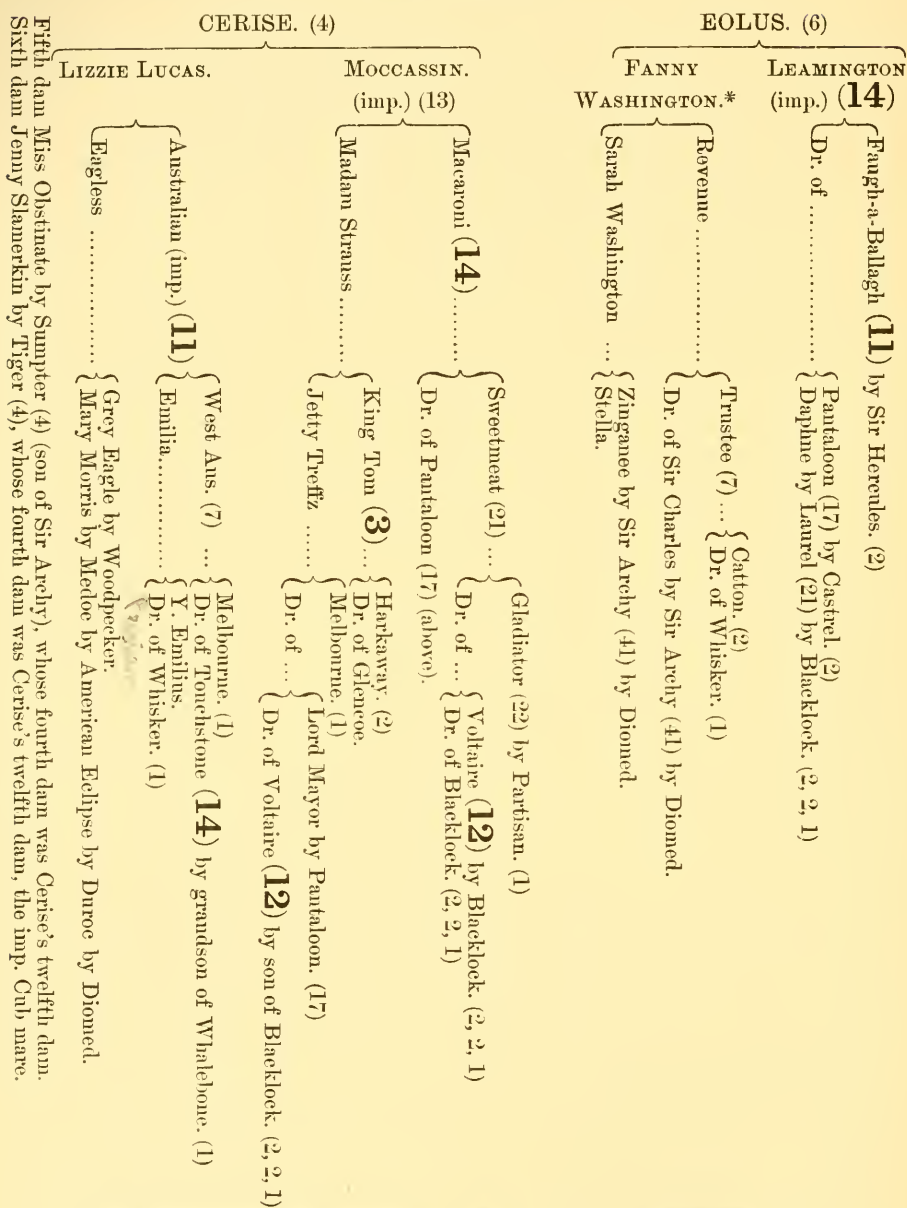 EOLUS. (6)
LEAMINGTON
(imp.) (14)
Faugh-a-Ballagh (11) by Sir Hercules. (2)
Dr. of ..................
Pantaloon (17) by Castrel. (2)
Daphne by Laurel (21) by Blacklock. (2, 2, 1)
FANNY
WASHINGTON.*
Revenue ..................
Trustee (7) ...
Catton. (2)
Dr. of Whisker. (1)
Dr. of Sir Charles by Sir Archy (41) by Diomed.
Sarah Washington ...
Zinganee by Sir Archy (41) by Diomed.
Stella.
CERISE. (4)
MOCCASSIN.
(imp.) (13)
Macaroni (14).........
Sweetmeat (21) ...
Gladiator (22) by Partisan. (1)
Dr. of ...
Voltaire (12) by Blacklock. (2, 2, 1)
Dr. of Blacklock. (2, 2, 1)
Dr. of Pantaloon (17) (above).
Madam Strauss.........
King Tom (3)...
Harkaway. (2)
Dr. of Glencoe.
Jetty Treffz ......
Melbourne. (1)
Dr. of ...
Lord Mayor by Pantaloon. (17)
Dr. of Voltaire (12) by son of Blacklock. (2, 2, 1)
LIZZIE LUCAS.
Australian (imp.) (11)
West Aus. (7) ...
Melbourne. (1)
Dr. of Touchstone (14) by grandson of Whalebone. (1)
Emilia..............
Y. Emilius.
Dr. of Whisker. (1)
Eagless ..................
Grey Eagle by Woodpecker.
Mary Morris by Medoc by American Eclipse by Duroc by Diomed.
Fifth dam Miss Obstinate by Sumpter (4) (son of Sir Archy), whose fourth dam was Cerise's twelfth dam.
Sixth dam Jenny Slamerkin by Tiger (4), whose fourth dam was Cerise's twelfth dam, the imp. Cub mare.